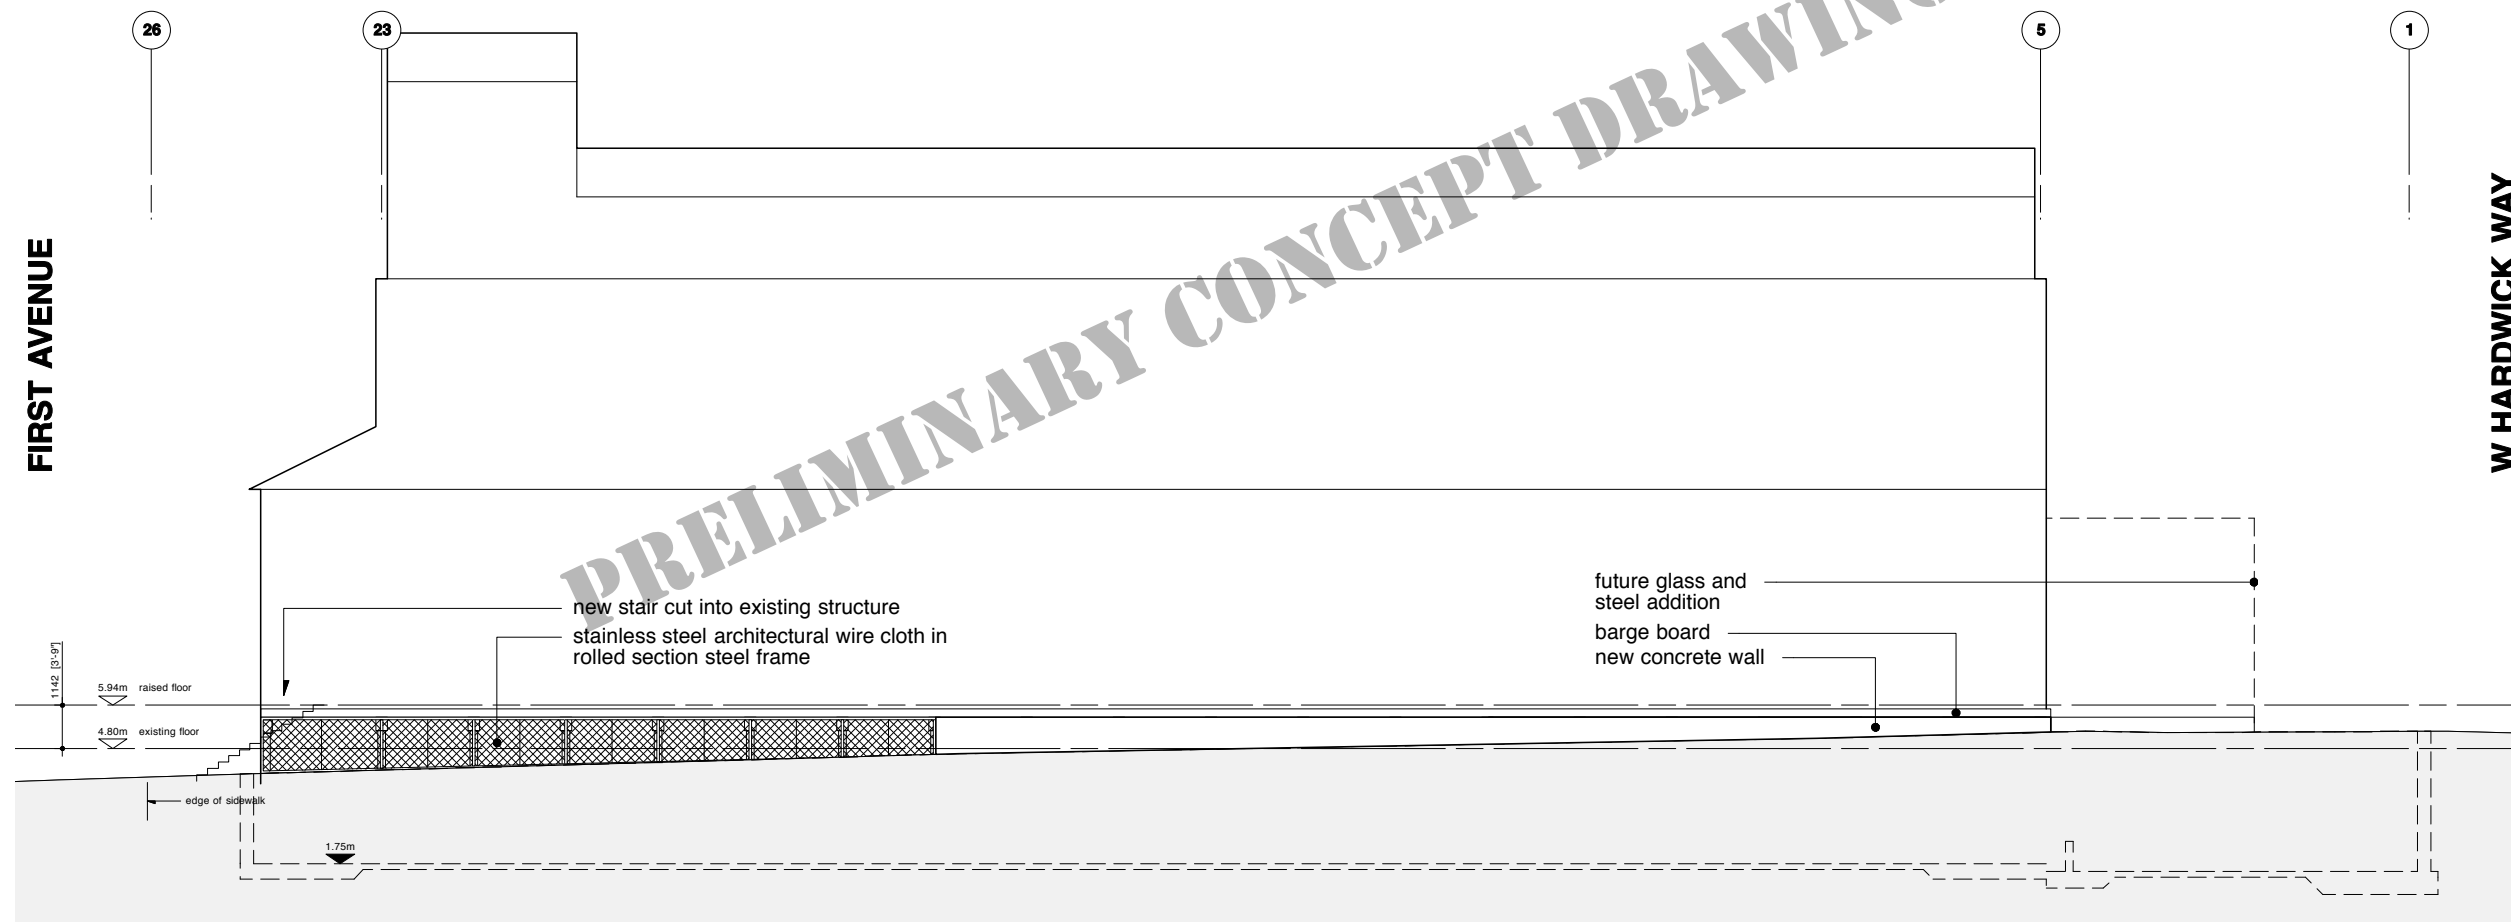 26
23
5
1
PRELIMINARY CONCEPT DRAWING
FIRST AVENUE
W HARDWICK WAY
new stair cut into existing structure
stainless steel architectural wire cloth in
rolled section steel frame
future glass and
steel addition
barge board
new concrete wall
1142 [3'-9"]
5.94m raised floor
4.80m existing floor
edge of sidewalk
1.75m